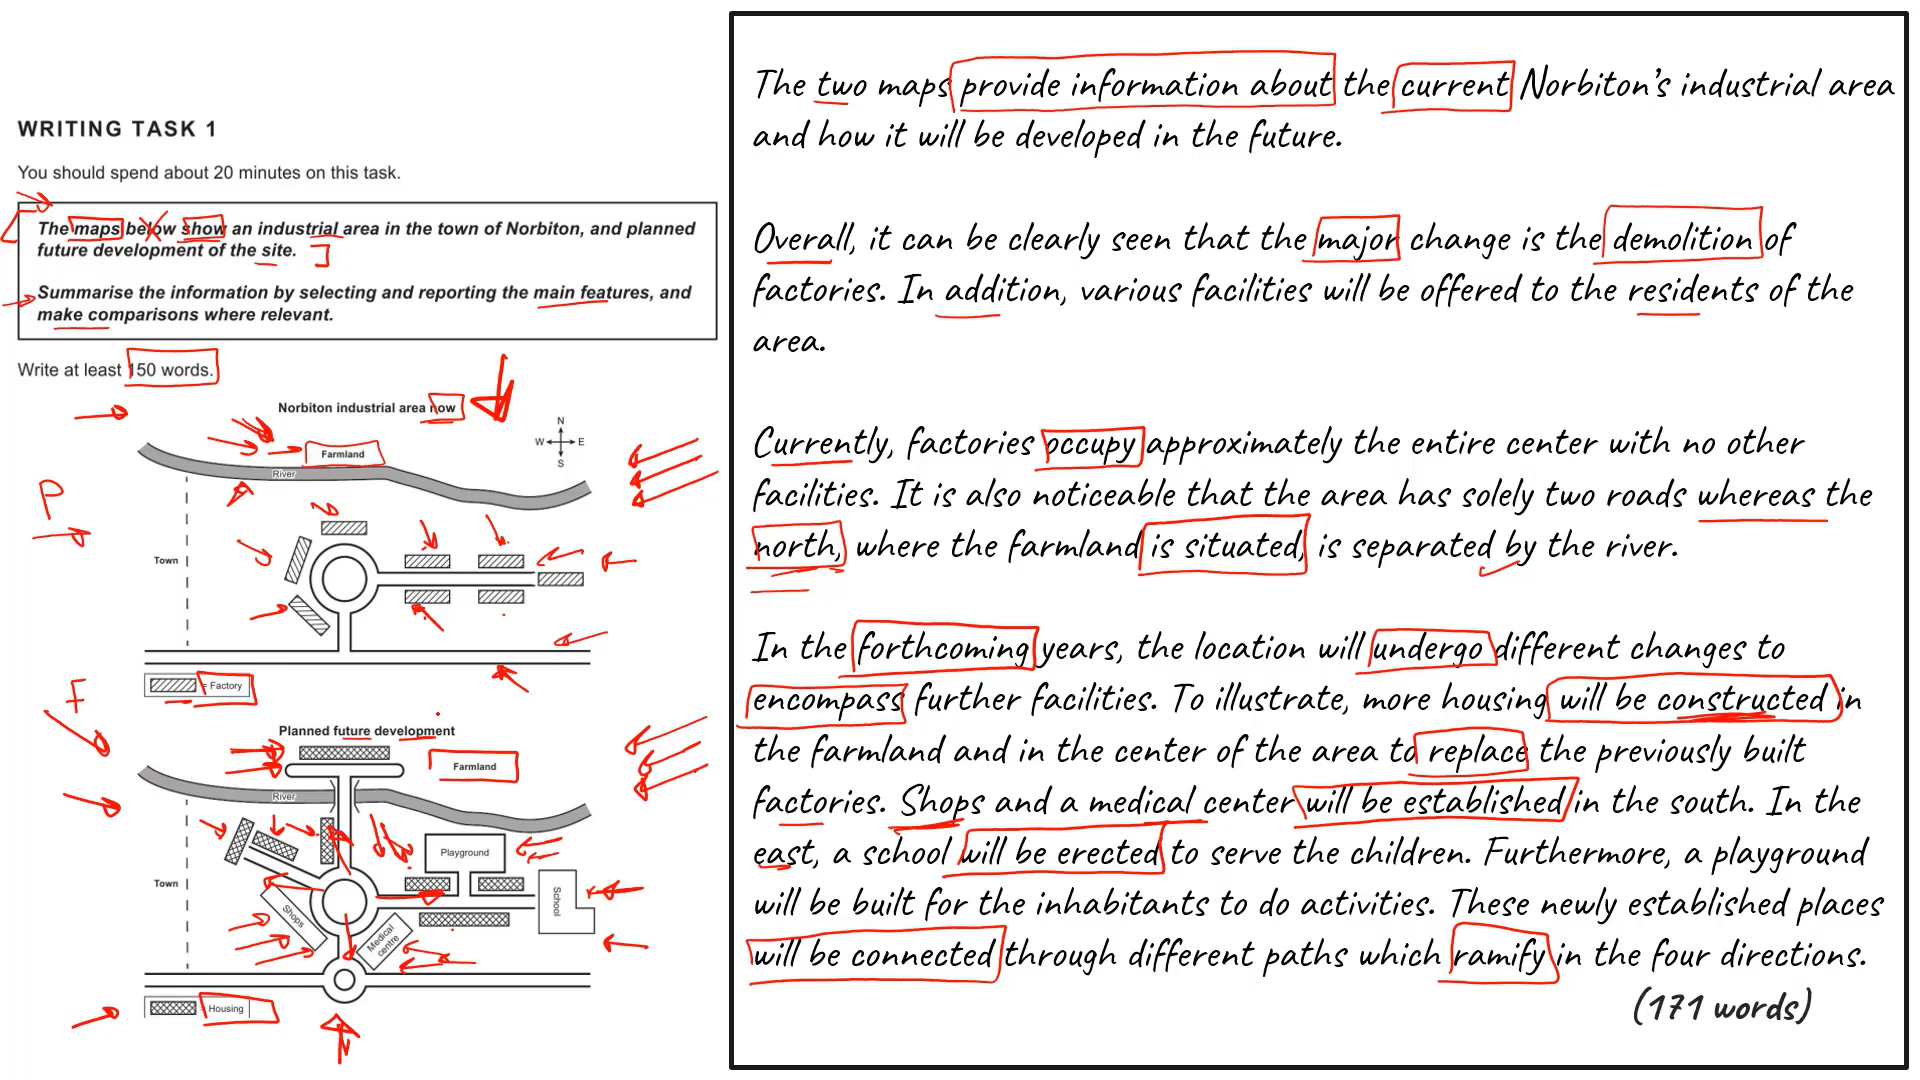 WRITING TASK 1
You should spend about 20 minutes on this task.
The maps below show an industrial area in the town of Norbiton, and planned
future development of the site.
Summarise the information by selecting and reporting the main features, and
make comparisons where relevant.
Write at least 150 words.
Norbiton industrial area now
N
W E
S
Farmland
River
P
Town
= Factory
F
Planned future development
Farmland
River
Playground
Town
School
Shops
Medical
centre
= Housing
The two maps provide information about the current Norbiton's industrial area
and how it will be developed in the future.
Overall, it can be clearly seen that the major change is the demolition of
factories. In addition, various facilities will be offered to the residents of the
area.
Currently, factories occupy approximately the entire center with no other
facilities. It is also noticeable that the area has solely two roads whereas the
north, where the farmland is situated, is separated by the river.
In the forthcoming years, the location will undergo different changes to
encompass further facilities. To illustrate, more housing will be constructed in
the farmland and in the center of the area to replace the previously built
factories. Shops and a medical center will be established in the south. In the
east, a school will be erected to serve the children. Furthermore, a playground
will be built for the inhabitants to do activities. These newly established places
will be connected through different paths which ramify in the four directions.
(171 words)